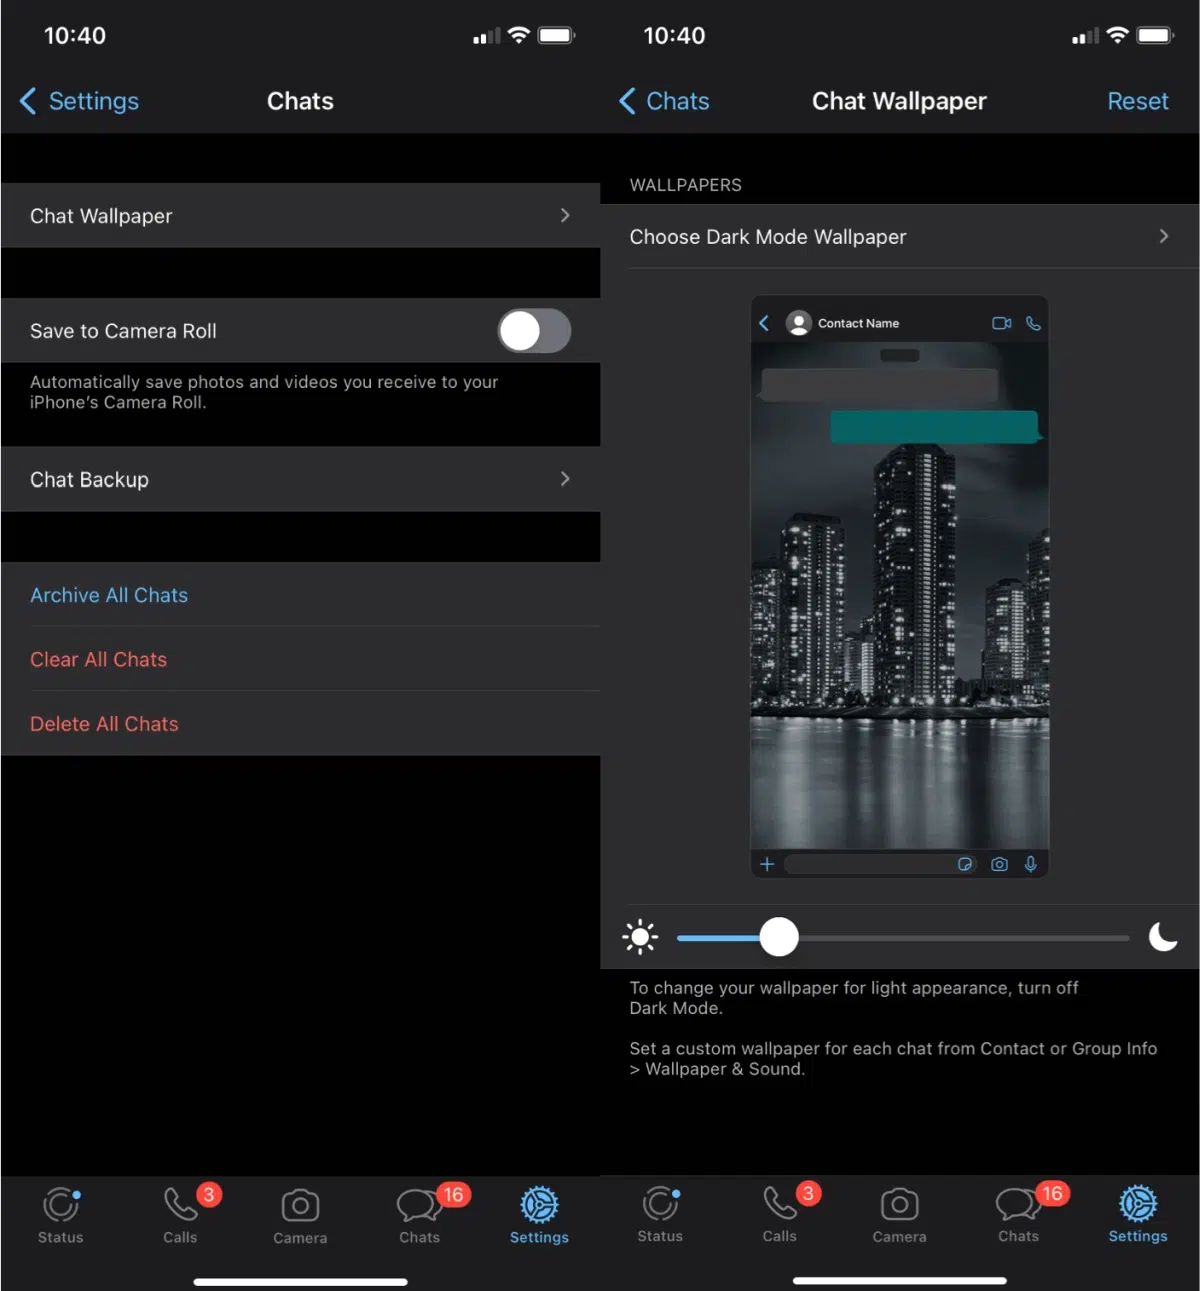 10:40
Settings
Chats
Chat Wallpaper
Save to Camera Roll
Automatically save photos and videos you receive to your
iPhone's Camera Roll.
Chat Backup
Archive All Chats
Clear All Chats
Delete All Chats
3
16
Status
Calls
Camera
Chats
Settings
10:40
Chats
Chat Wallpaper
Reset
WALLPAPERS
Choose Dark Mode Wallpaper
Contact Name
To change your wallpaper for light appearance, turn off
Dark Mode.
Set a custom wallpaper for each chat from Contact or Group Info
> Wallpaper & Sound.
3
16
Status
Calls
Camera
Chats
Settings